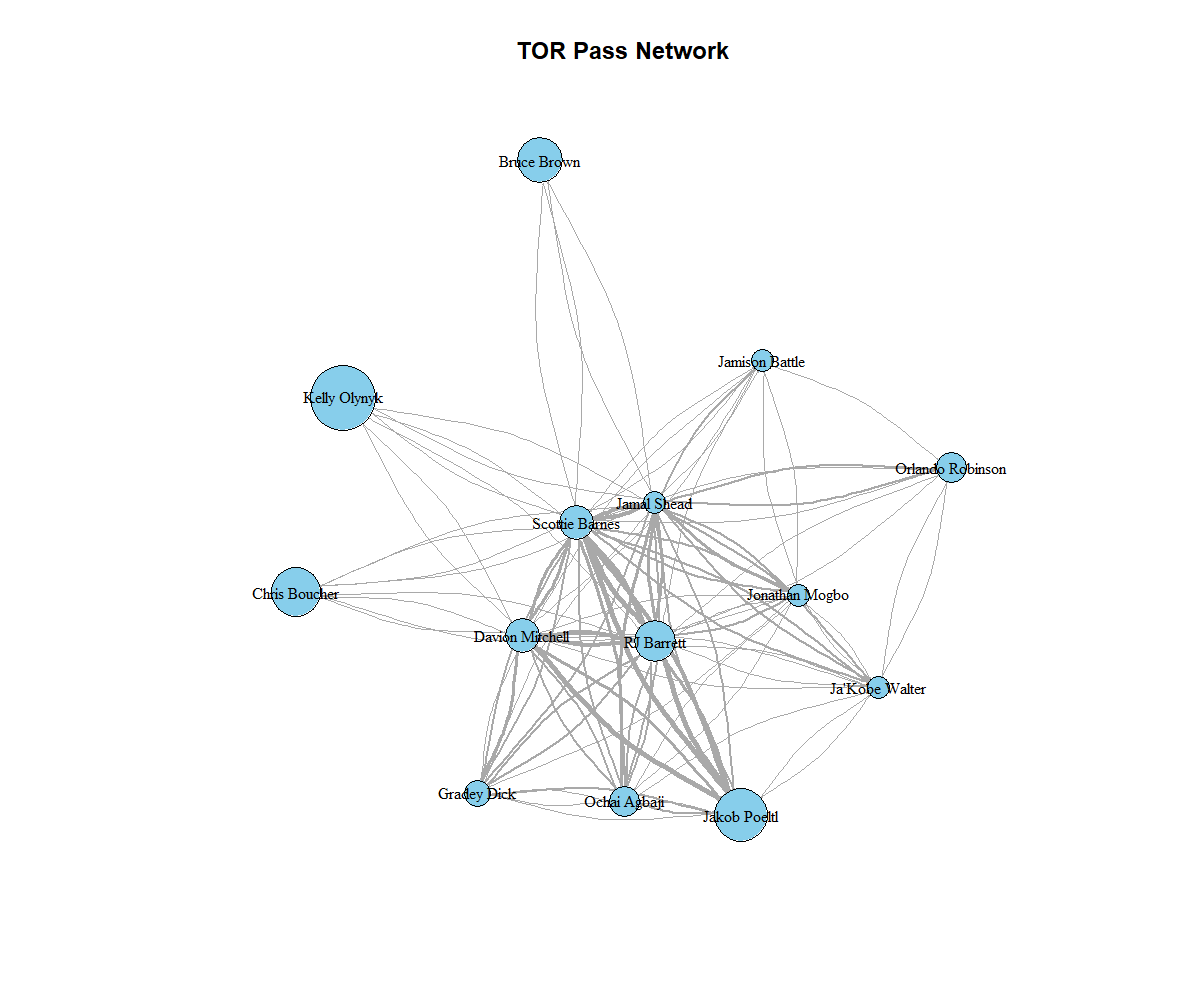 TOR Pass Network
Bruce Brown
Jamison Battle
Kelly Olynyk
Orlando Robinson
Jamal Shead
Scottie Barnes
Chris Boucher
Jonathan Mogbo
Davion Mitchell
RJ Barrett
Ja'Kobe Walter
Gradey Dick
Ochai Agbaji
Jakob Poeltl